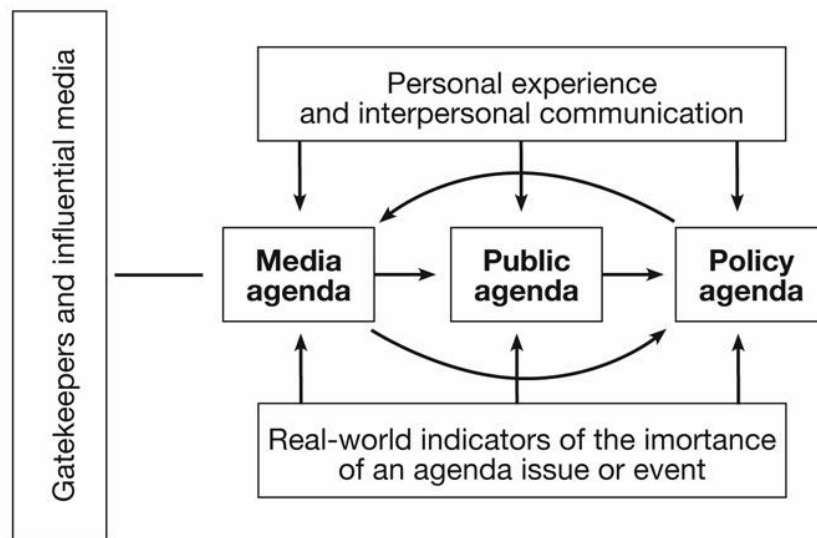 Gatekeepers and influential media
Personal experience
and interpersonal communication
Media
agenda
Public
agenda
Policy
agenda
Real-world indicators of the imortance
of an agenda issue or event